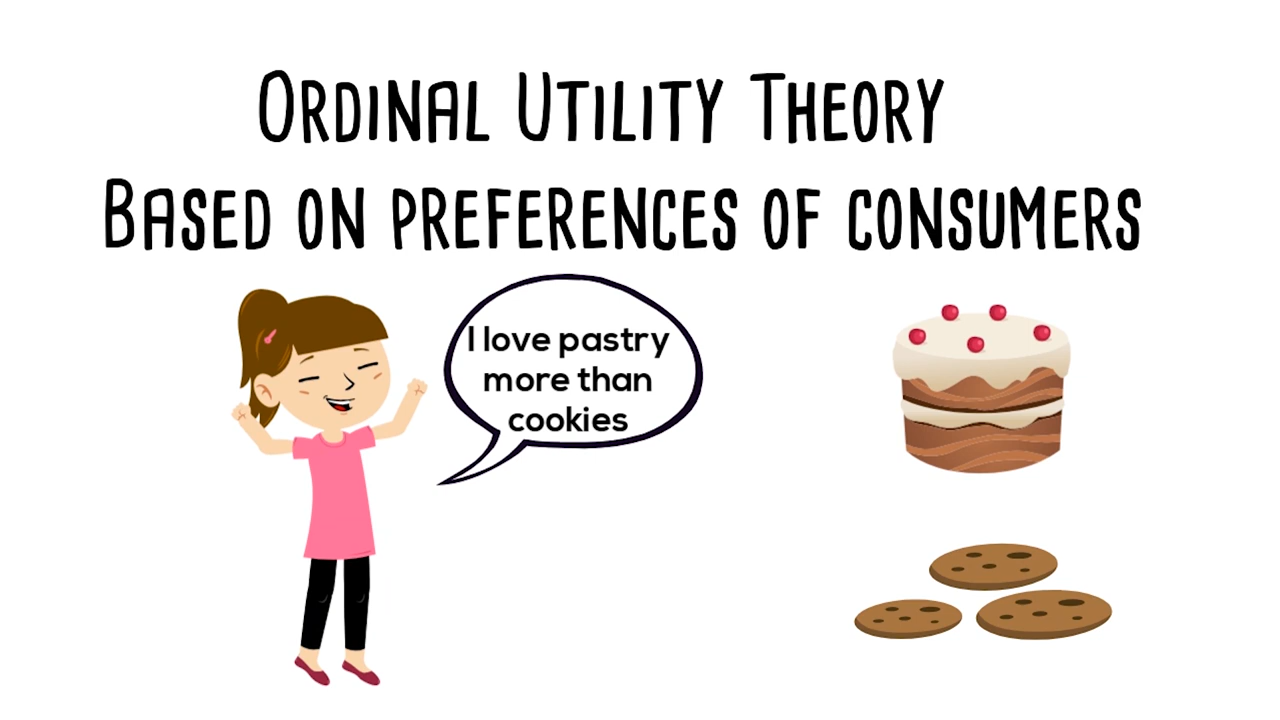 Ordinal Utility Theory
Based on preferences of consumers
I love pastry
more than
cookies